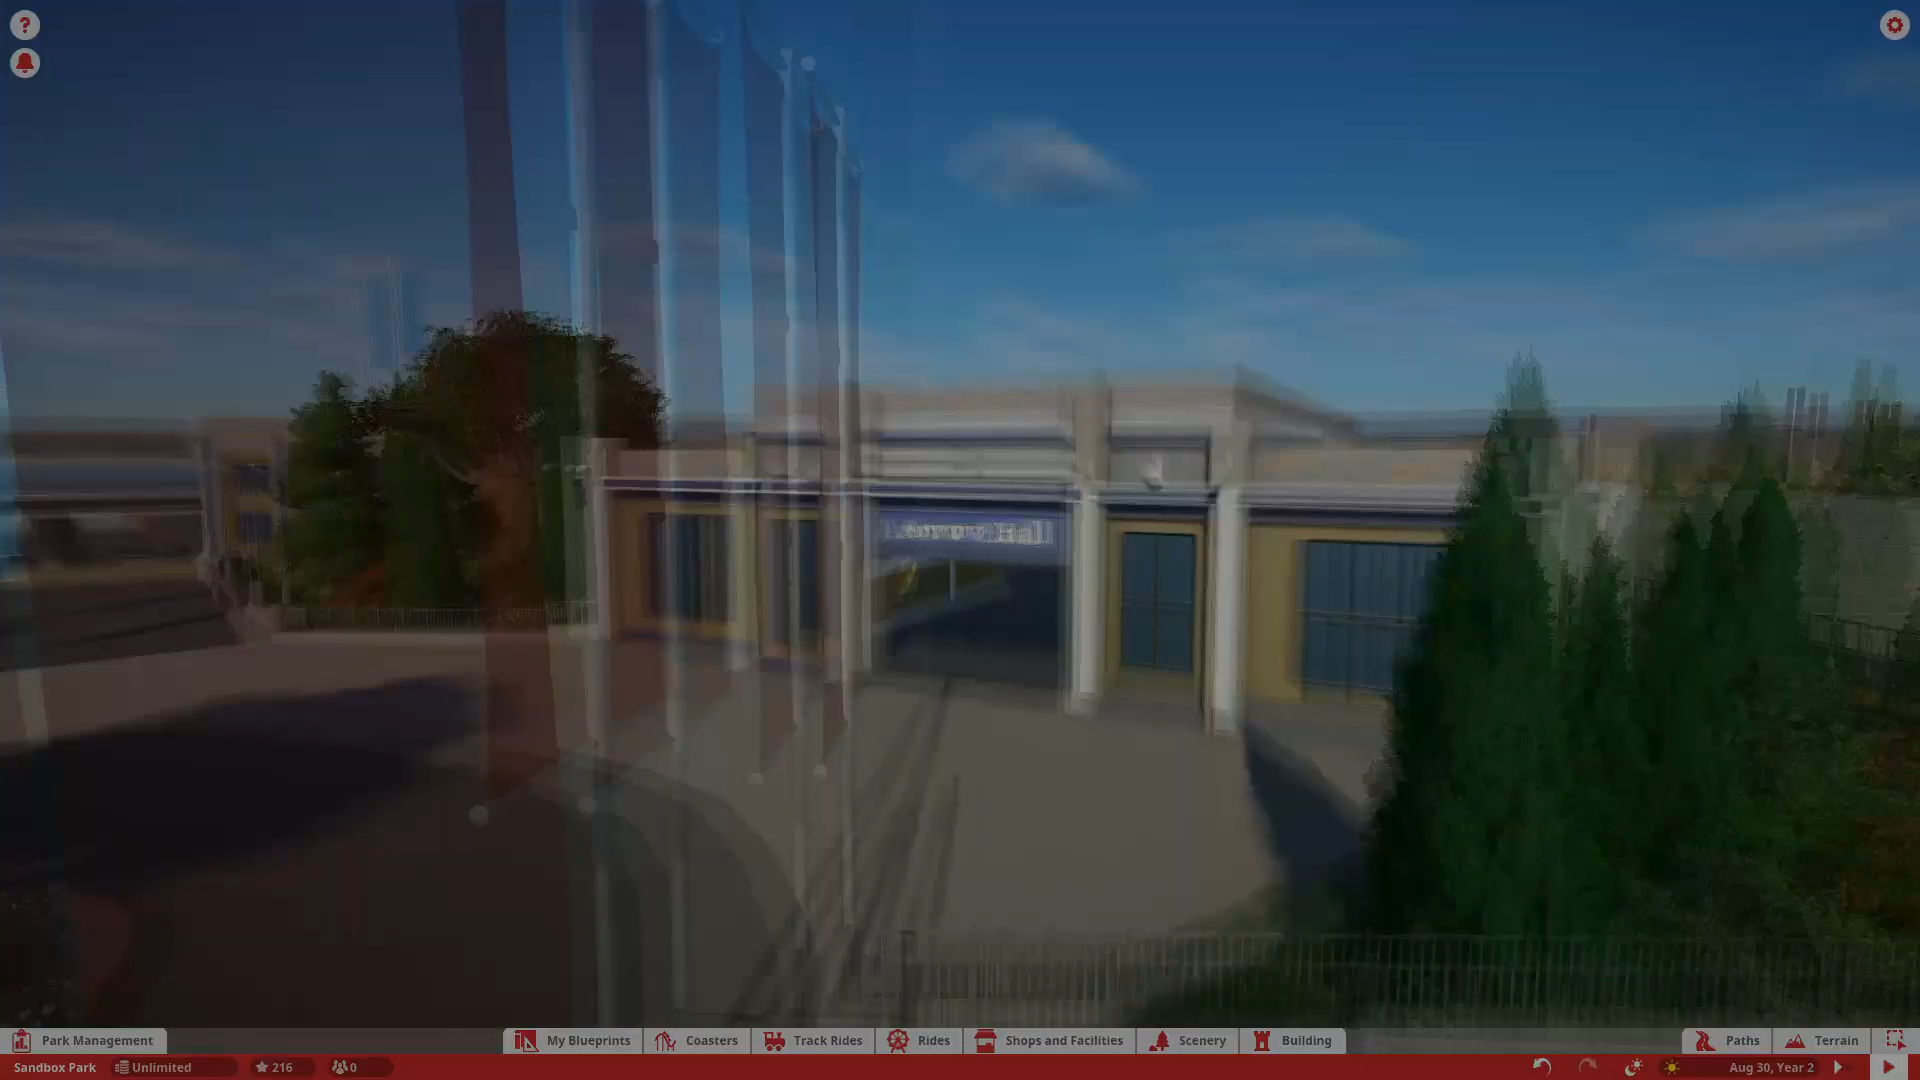 Hall
Park Management
My Blueprints
Coasters
Track Rides
Rides
Shops and Facilities
Scenery
Building
Paths
Terrain
Sandbox Park
Unlimited
216
0
Aug 30, Year 2